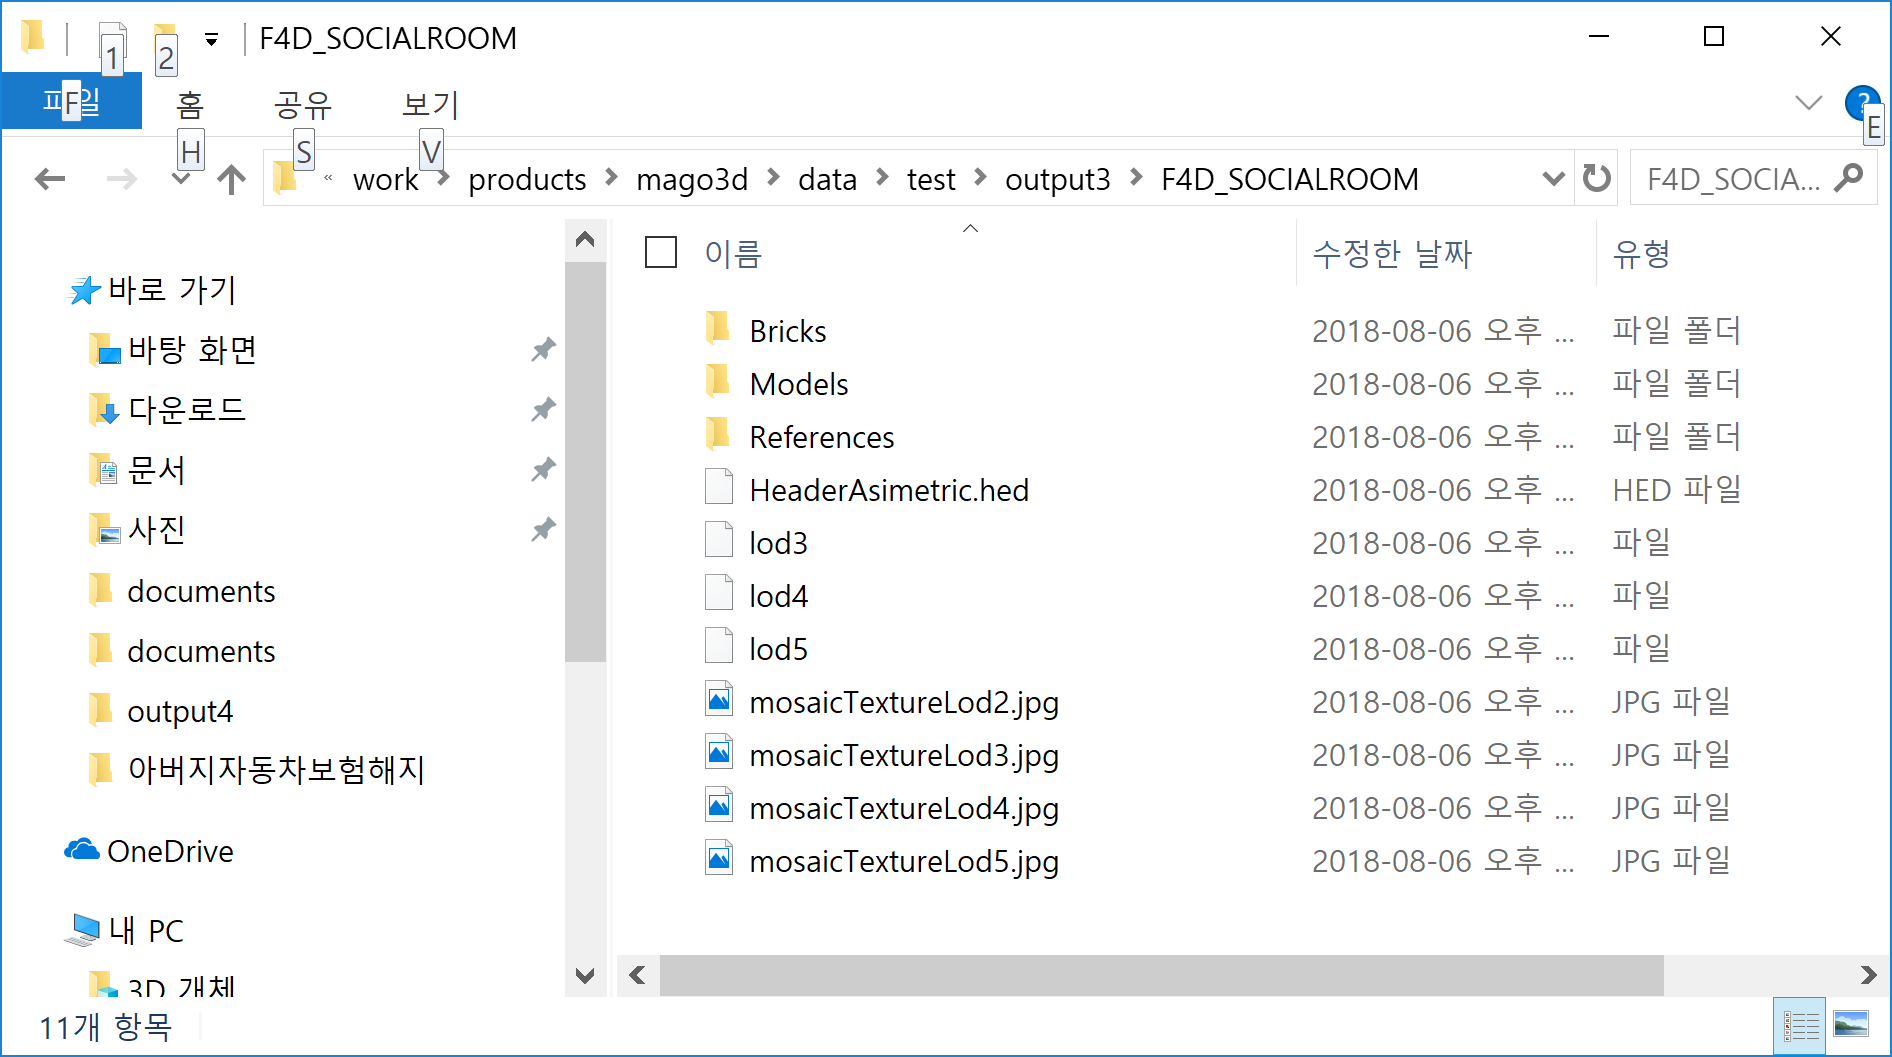 1 2 F4D_SOCIALROOM
파일 F 홈 공유 보기 ?
H S V E
« work > products > mago3d > data > test > output3 > F4D_SOCIALROOM F4D_SOCIA...
이름 수정한 날짜 유형
바로 가기
바탕 화면
다운로드
문서
사진
documents
documents
output4
아버지자동차보험해지
OneDrive
내 PC
3D 개체
Bricks 2018-08-06 오후 ... 파일 폴더
Models 2018-08-06 오후 ... 파일 폴더
References 2018-08-06 오후 ... 파일 폴더
HeaderAsimetric.hed 2018-08-06 오후 ... HED 파일
lod3 2018-08-06 오후 ... 파일
lod4 2018-08-06 오후 ... 파일
lod5 2018-08-06 오후 ... 파일
mosaicTextureLod2.jpg 2018-08-06 오후 ... JPG 파일
mosaicTextureLod3.jpg 2018-08-06 오후 ... JPG 파일
mosaicTextureLod4.jpg 2018-08-06 오후 ... JPG 파일
mosaicTextureLod5.jpg 2018-08-06 오후 ... JPG 파일
11개 항목